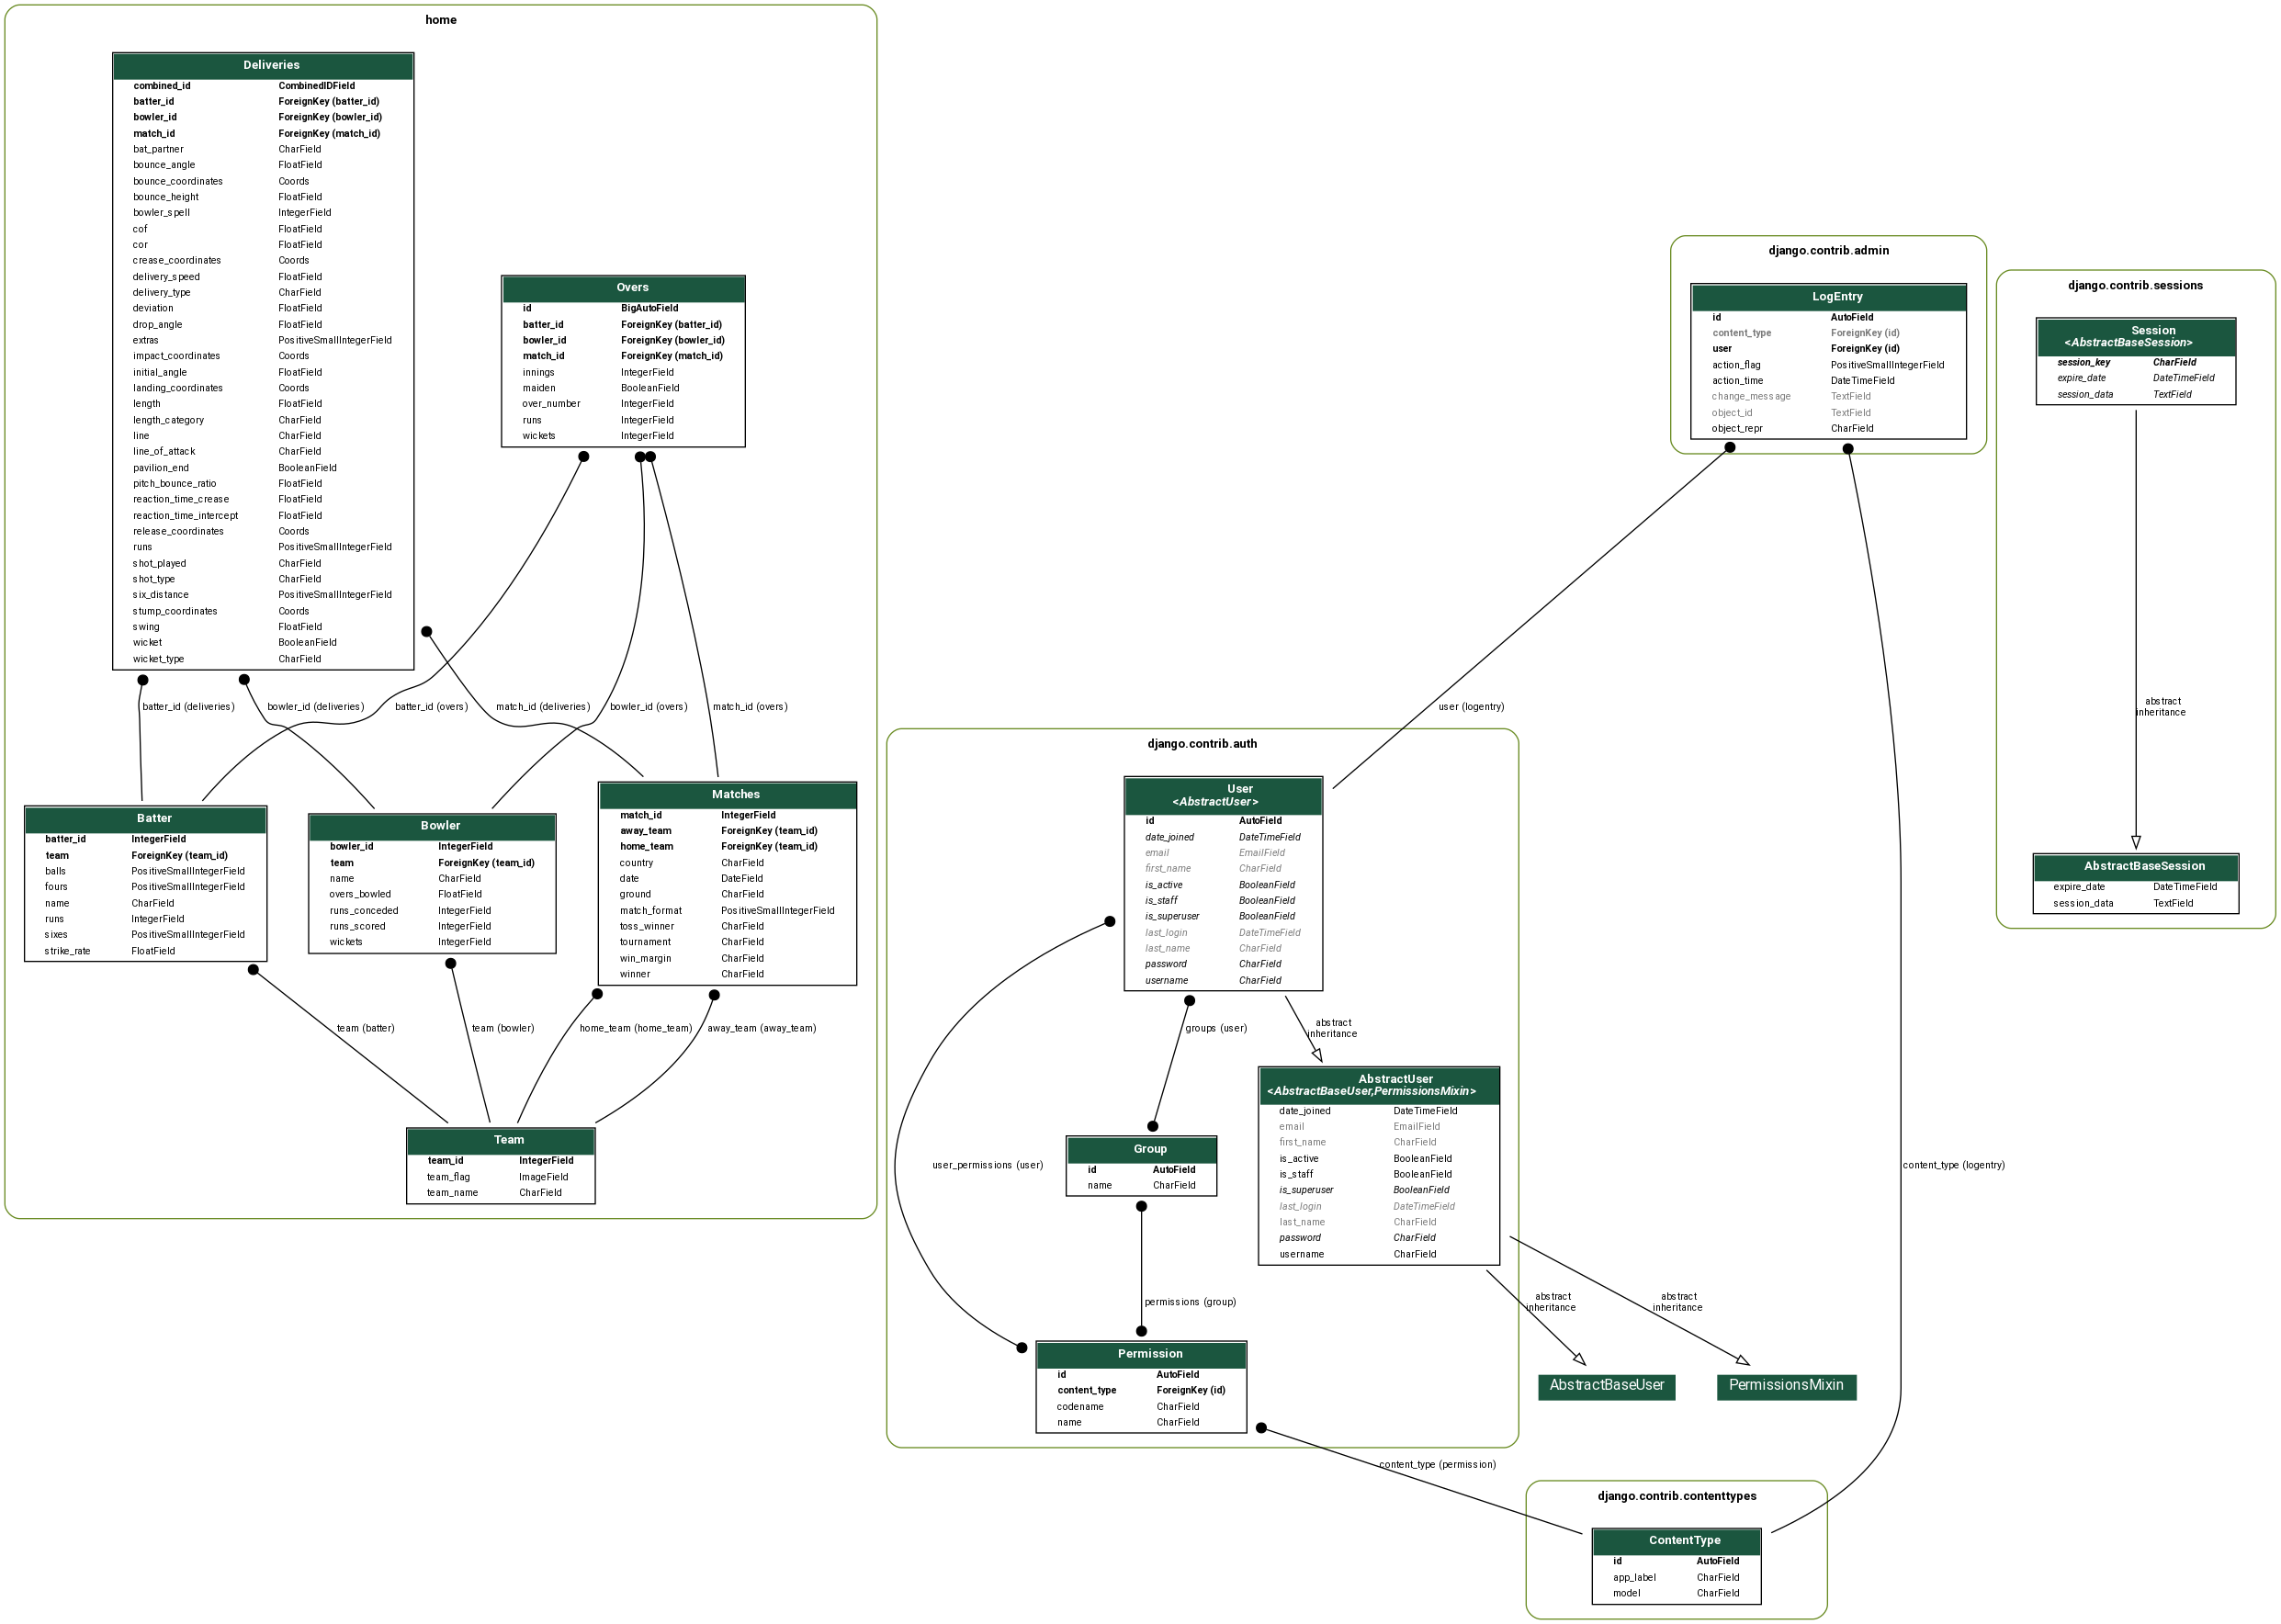 home
Deliveries
combined_id CombinedIDField
batter_id ForeignKey (batter_id)
bowler_id ForeignKey (bowler_id)
match_id ForeignKey (match_id)
bat_partner CharField
bounce_angle FloatField
bounce_coordinates Coords
bounce_height FloatField
bowler_spell IntegerField
cof FloatField
cor FloatField
crease_coordinates Coords
delivery_speed FloatField
delivery_type CharField
deviation FloatField
drop_angle FloatField
extras PositiveSmallIntegerField
impact_coordinates Coords
initial_angle FloatField
landing_coordinates Coords
length FloatField
length_category CharField
line CharField
line_of_attack CharField
pavilion_end BooleanField
pitch_bounce_ratio FloatField
reaction_time_crease FloatField
reaction_time_intercept FloatField
release_coordinates Coords
runs PositiveSmallIntegerField
shot_played CharField
shot_type CharField
six_distance PositiveSmallIntegerField
stump_coordinates Coords
swing FloatField
wicket BooleanField
wicket_type CharField
Overs
id BigAutoField
batter_id ForeignKey (batter_id)
bowler_id ForeignKey (bowler_id)
match_id ForeignKey (match_id)
innings IntegerField
maiden BooleanField
over_number IntegerField
runs IntegerField
wickets IntegerField
batter_id (deliveries)
bowler_id (deliveries)
batter_id (overs)
match_id (deliveries)
bowler_id (overs)
match_id (overs)
Batter
batter_id IntegerField
team ForeignKey (team_id)
balls PositiveSmallIntegerField
fours PositiveSmallIntegerField
name CharField
runs IntegerField
sixes PositiveSmallIntegerField
strike_rate FloatField
Bowler
bowler_id IntegerField
team ForeignKey (team_id)
name CharField
overs_bowled FloatField
runs_conceded IntegerField
runs_scored IntegerField
wickets IntegerField
Matches
match_id IntegerField
away_team ForeignKey (team_id)
home_team ForeignKey (team_id)
country CharField
date DateField
ground CharField
match_format PositiveSmallIntegerField
toss_winner CharField
tournament CharField
win_margin CharField
winner CharField
team (batter)
team (bowler)
home_team (home_team)
away_team (away_team)
Team
team_id IntegerField
team_flag ImageField
team_name CharField
django.contrib.admin
LogEntry
id AutoField
content_type ForeignKey (id)
user ForeignKey (id)
action_flag PositiveSmallIntegerField
action_time DateTimeField
change_message TextField
object_id TextField
object_repr CharField
user (logentry)
content_type (logentry)
django.contrib.sessions
Session
<AbstractBaseSession>
session_key CharField
expire_date DateTimeField
session_data TextField
abstract
inheritance
AbstractBaseSession
expire_date DateTimeField
session_data TextField
django.contrib.auth
User
<AbstractUser>
id AutoField
date_joined DateTimeField
email EmailField
first_name CharField
is_active BooleanField
is_staff BooleanField
is_superuser BooleanField
last_login DateTimeField
last_name CharField
password CharField
username CharField
groups (user)
abstract
inheritance
user_permissions (user)
Group
id AutoField
name CharField
AbstractUser
<AbstractBaseUser,PermissionsMixin>
date_joined DateTimeField
email EmailField
first_name CharField
is_active BooleanField
is_staff BooleanField
is_superuser BooleanField
last_login DateTimeField
last_name CharField
password CharField
username CharField
permissions (group)
abstract
inheritance
abstract
inheritance
Permission
id AutoField
content_type ForeignKey (id)
codename CharField
name CharField
AbstractBaseUser
PermissionsMixin
content_type (permission)
django.contrib.contenttypes
ContentType
id AutoField
app_label CharField
model CharField